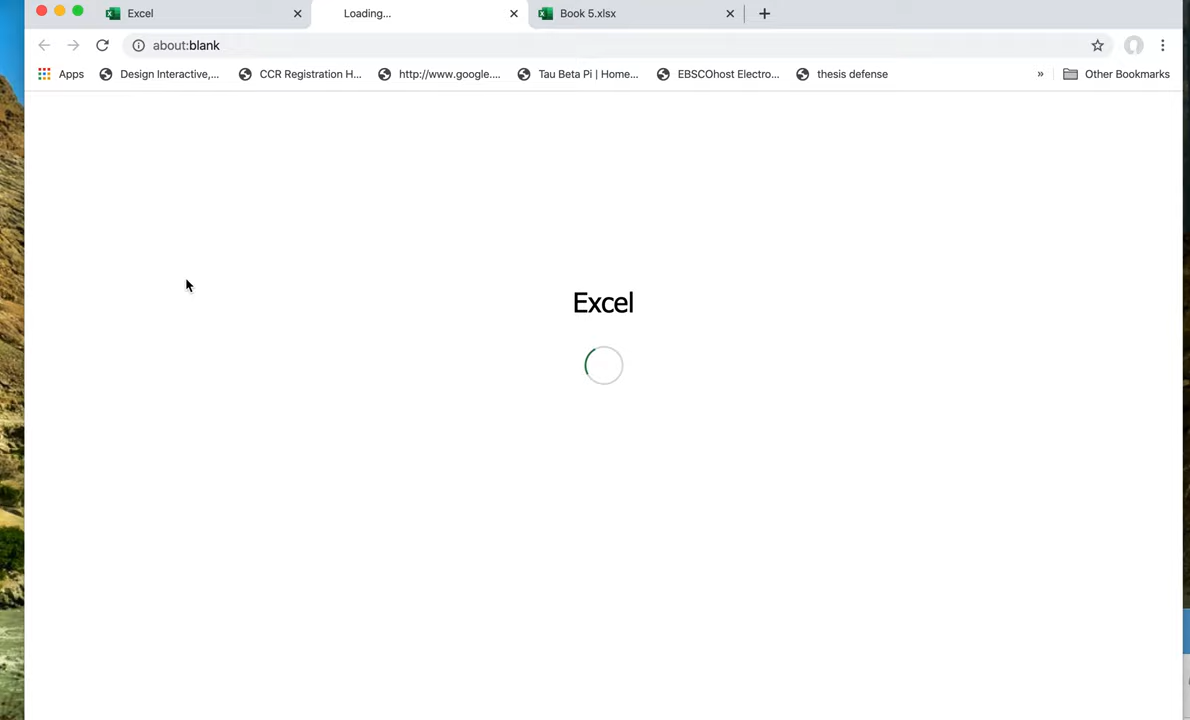 Excel
Loading...
Book 5.xlsx
about:blank
Apps
Design Interactive,...
CCR Registration H...
http://www.google....
Tau Beta Pi | Home...
EBSCOhost Electro...
thesis defense
»
Other Bookmarks
Excel